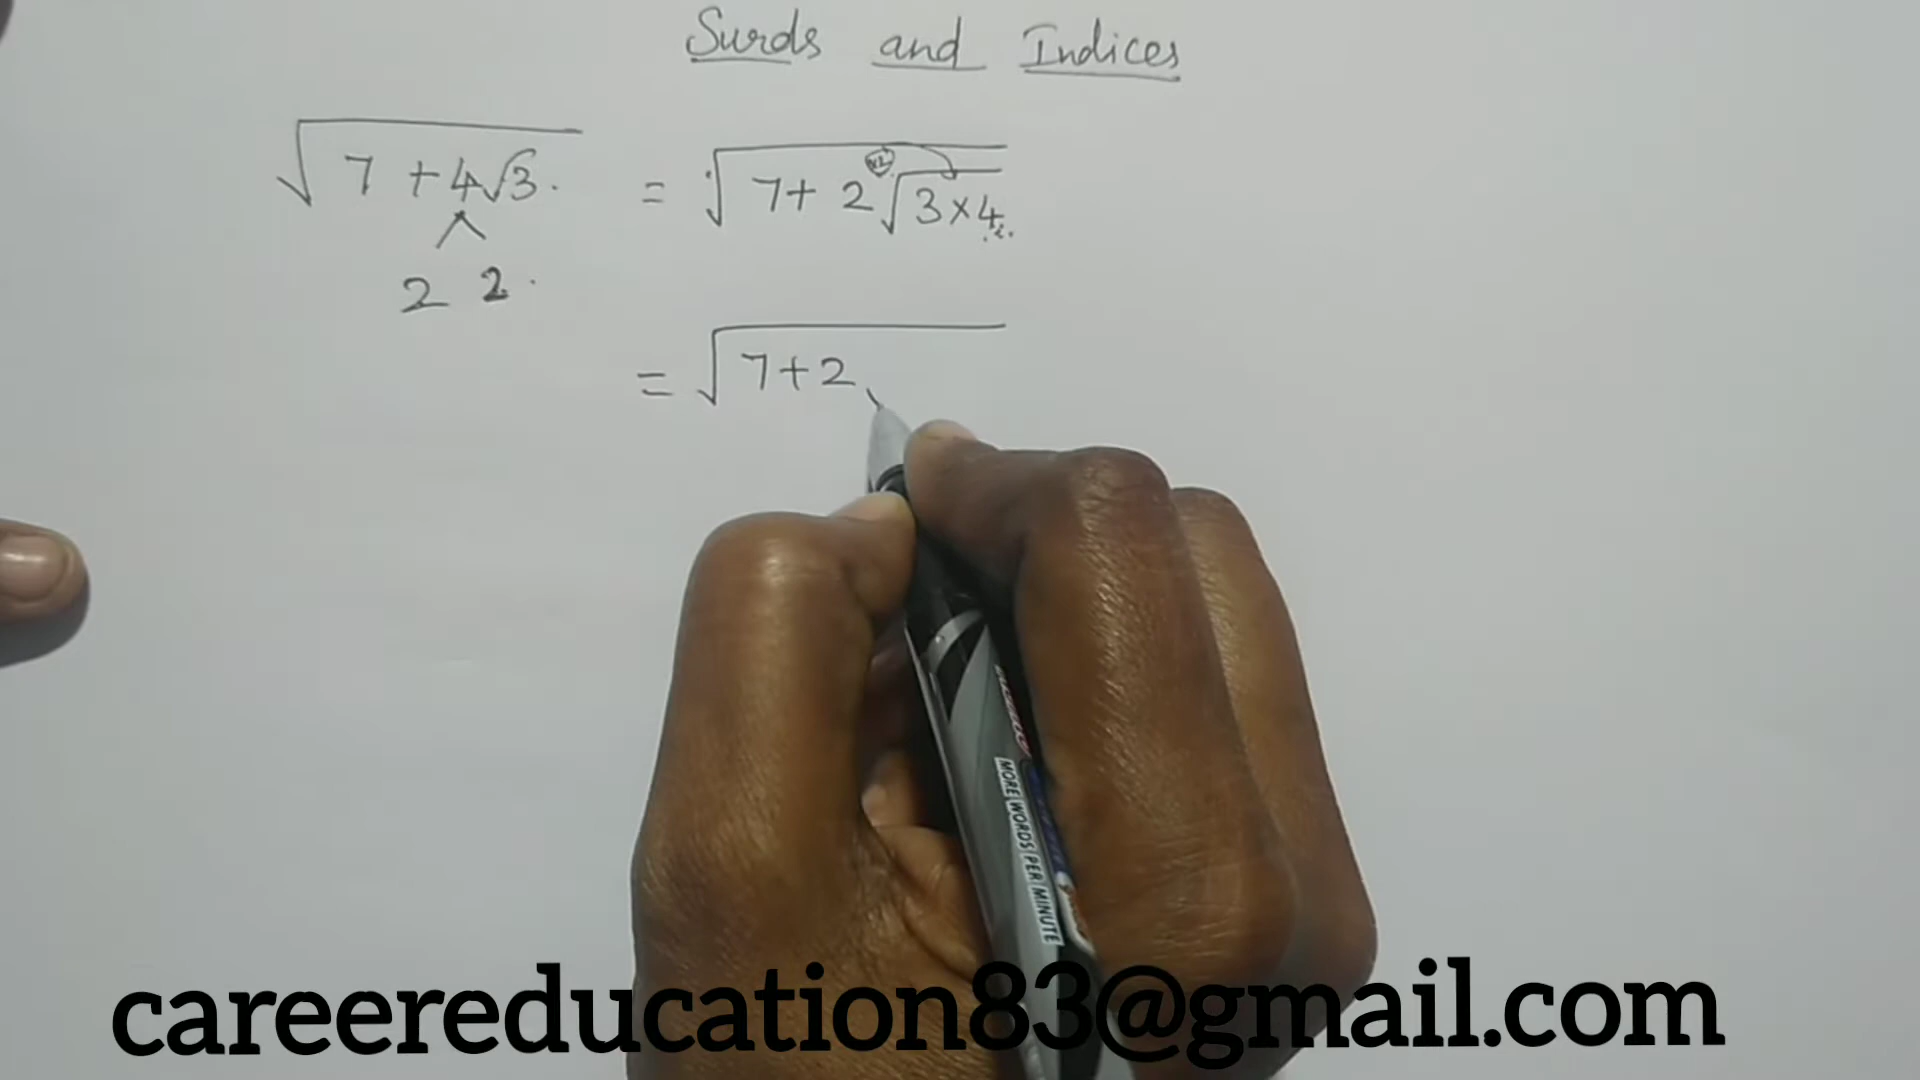 Surds and Indices
√7 + 4√3. = √7 + 2√3×4
2 2.
= √7+2
MORE WORDS PER MINUTE
careereducation83@gmail.com